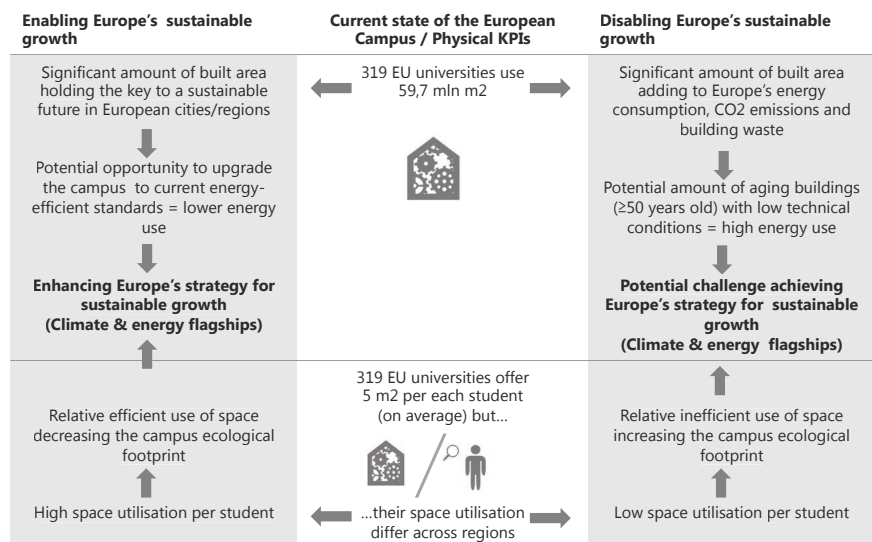 Enabling Europe's sustainable
growth
Current state of the European
Campus / Physical KPIs
Disabling Europe's sustainable
growth
Significant amount of built area
holding the key to a sustainable
future in European cities/regions
319 EU universities use
59,7 mln m2
Significant amount of built area
adding to Europe's energy
consumption, CO2 emissions and
building waste
Potential opportunity to upgrade
the campus to current energy-
efficient standards = lower energy
use
Potential amount of aging buildings
(≥50 years old) with low technical
conditions = high energy use
Enhancing Europe's strategy for
sustainable growth
(Climate & energy flagships)
Potential challenge achieving
Europe's strategy for sustainable
growth
(Climate & energy flagships)
319 EU universities offer
5 m2 per each student
(on average) but...
Relative efficient use of space
decreasing the campus ecological
footprint
Relative inefficient use of space
increasing the campus ecological
footprint
High space utilisation per student
...their space utilisation
differ across regions
Low space utilisation per student